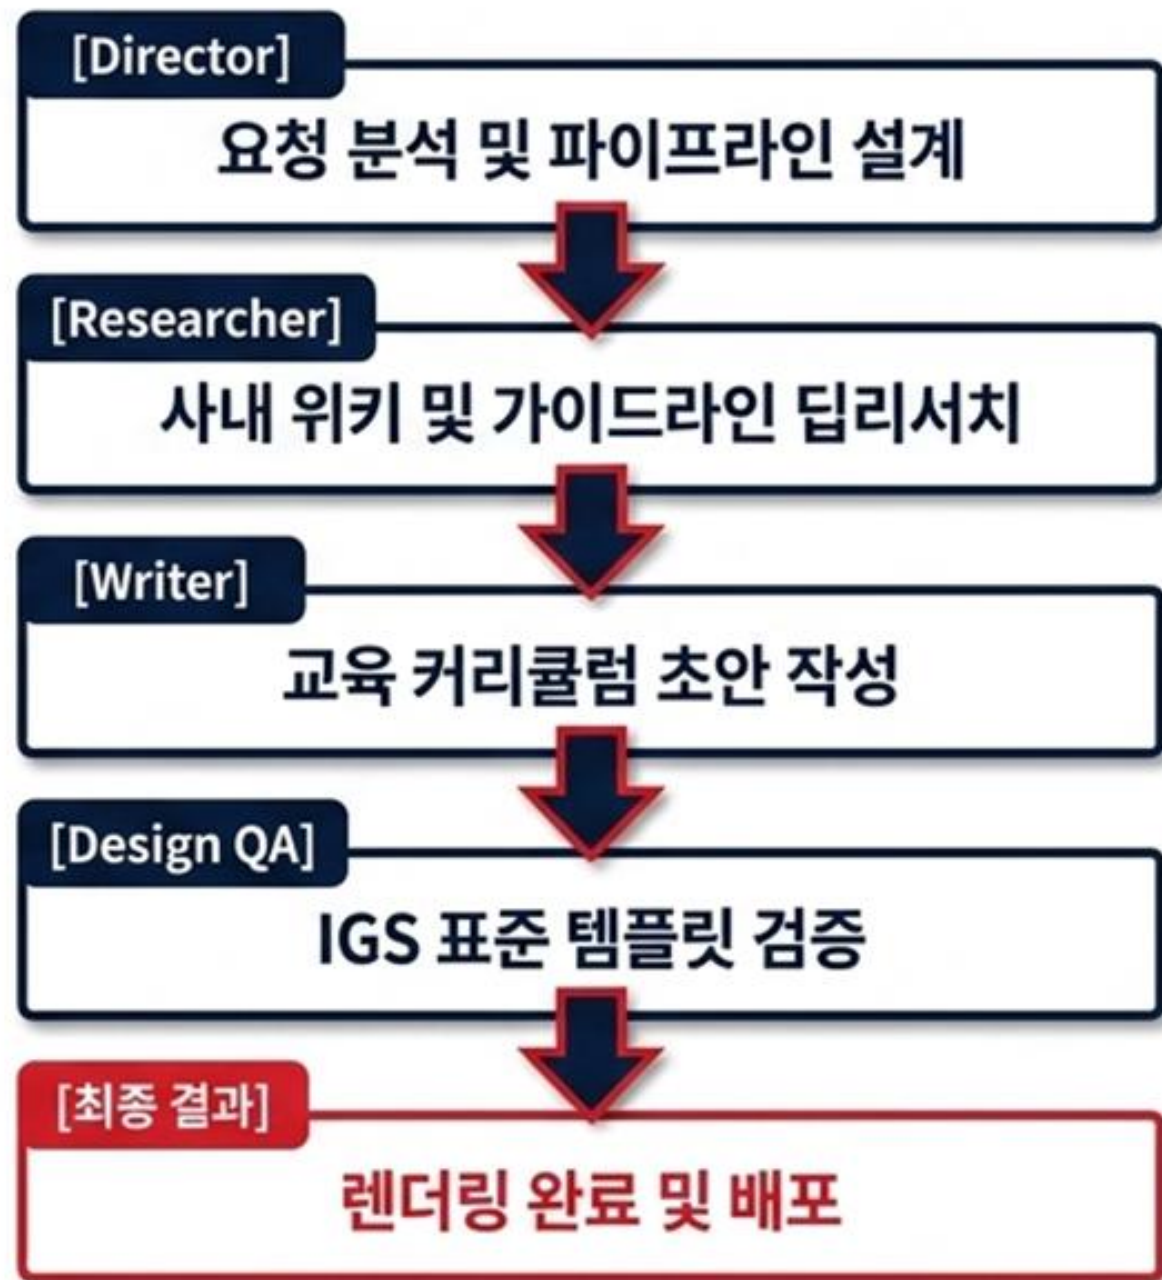 [Director]
요청 분석 및 파이프라인 설계
[Researcher]
사내 위키 및 가이드라인 딥리서치
[Writer]
교육 커리큘럼 초안 작성
[Design QA]
IGS 표준 템플릿 검증
[최종 결과]
렌더링 완료 및 배포